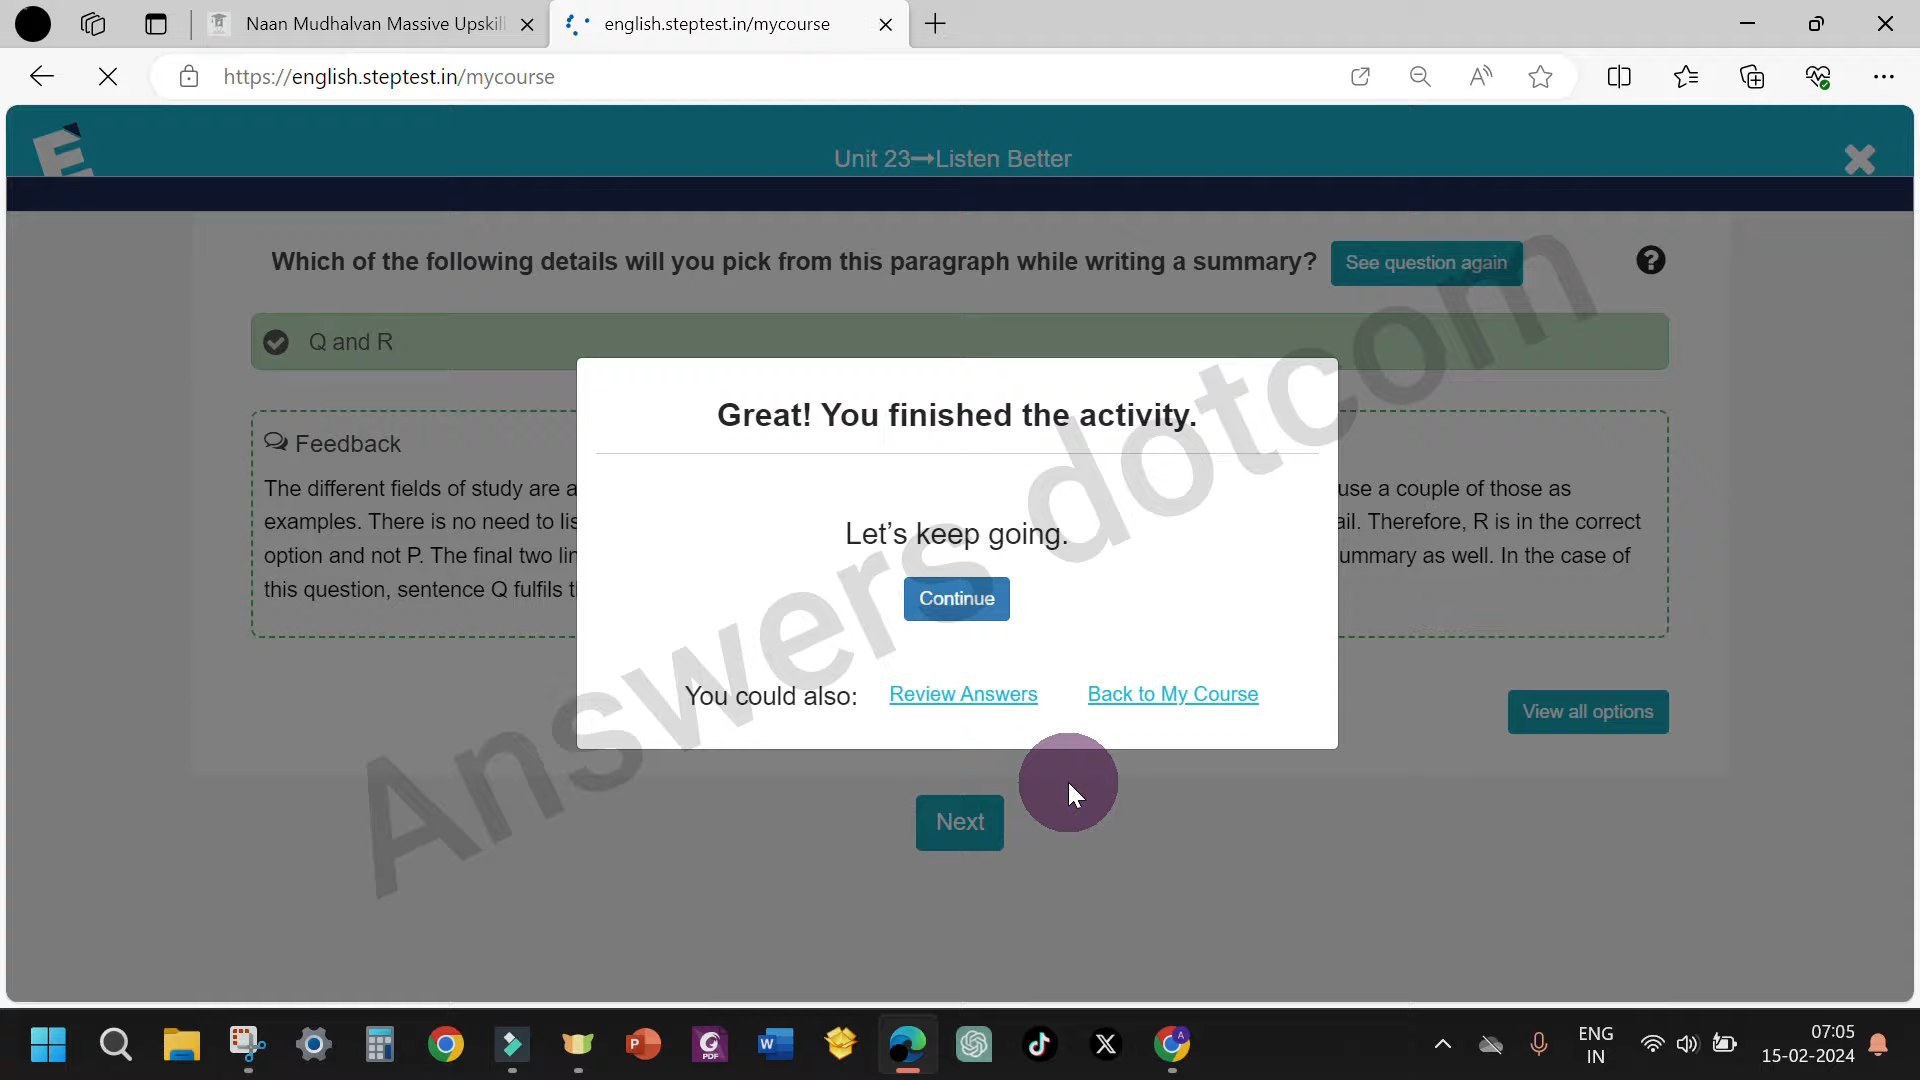 Naan Mudhalvan Massive Upskill
english.steptest.in/mycourse
https://english.steptest.in/mycourse
Unit 23→Listen Better
Which of the following details will you pick from this paragraph while writing a summary?
See question again
Q and R
Great! You finished the activity.
Feedback
The different fields of study are a
use a couple of those as
examples. There is no need to lis
ail. Therefore, R is in the correct
Let's keep going.
option and not P. The final two lin
ummary as well. In the case of
this question, sentence Q fulfils t
Continue
You could also: Review Answers Back to My Course
View all options
Next
Answers dotcom
ENG
IN
07:05
15-02-2024